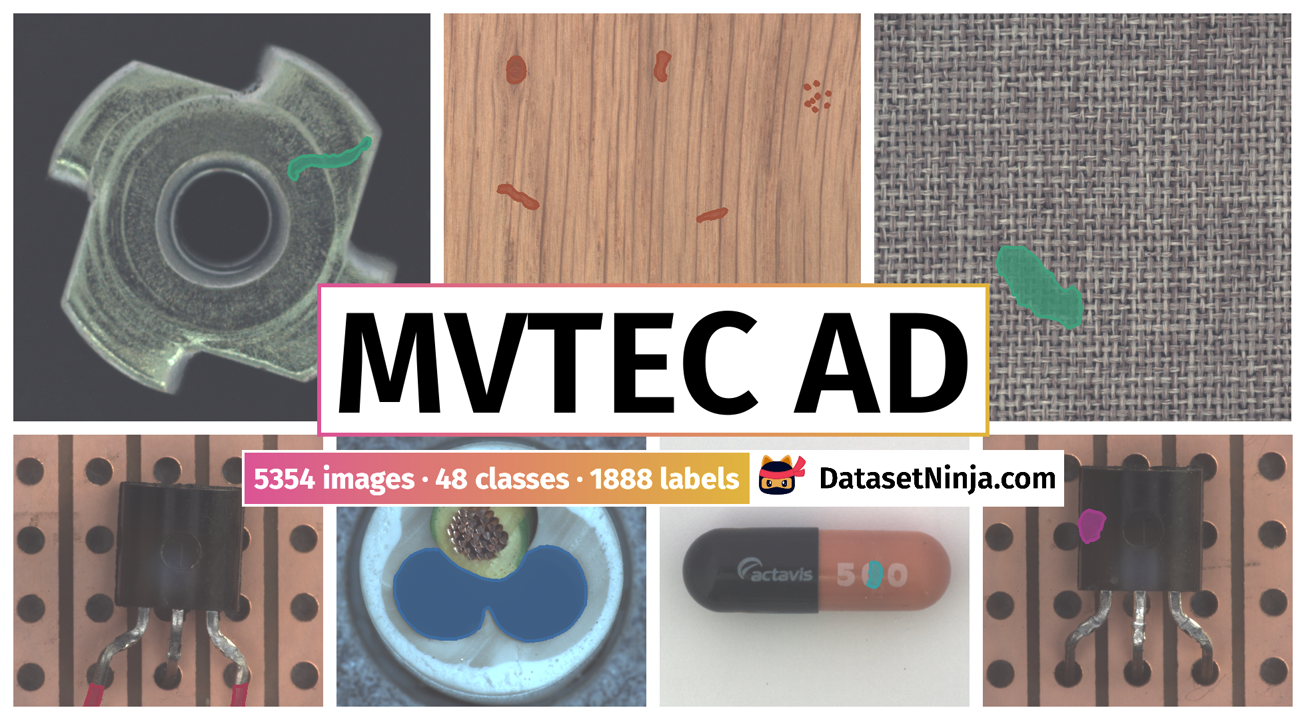 MVTEC AD
5354 images · 48 classes · 1888 labels
DatasetNinja.com
actavis
500